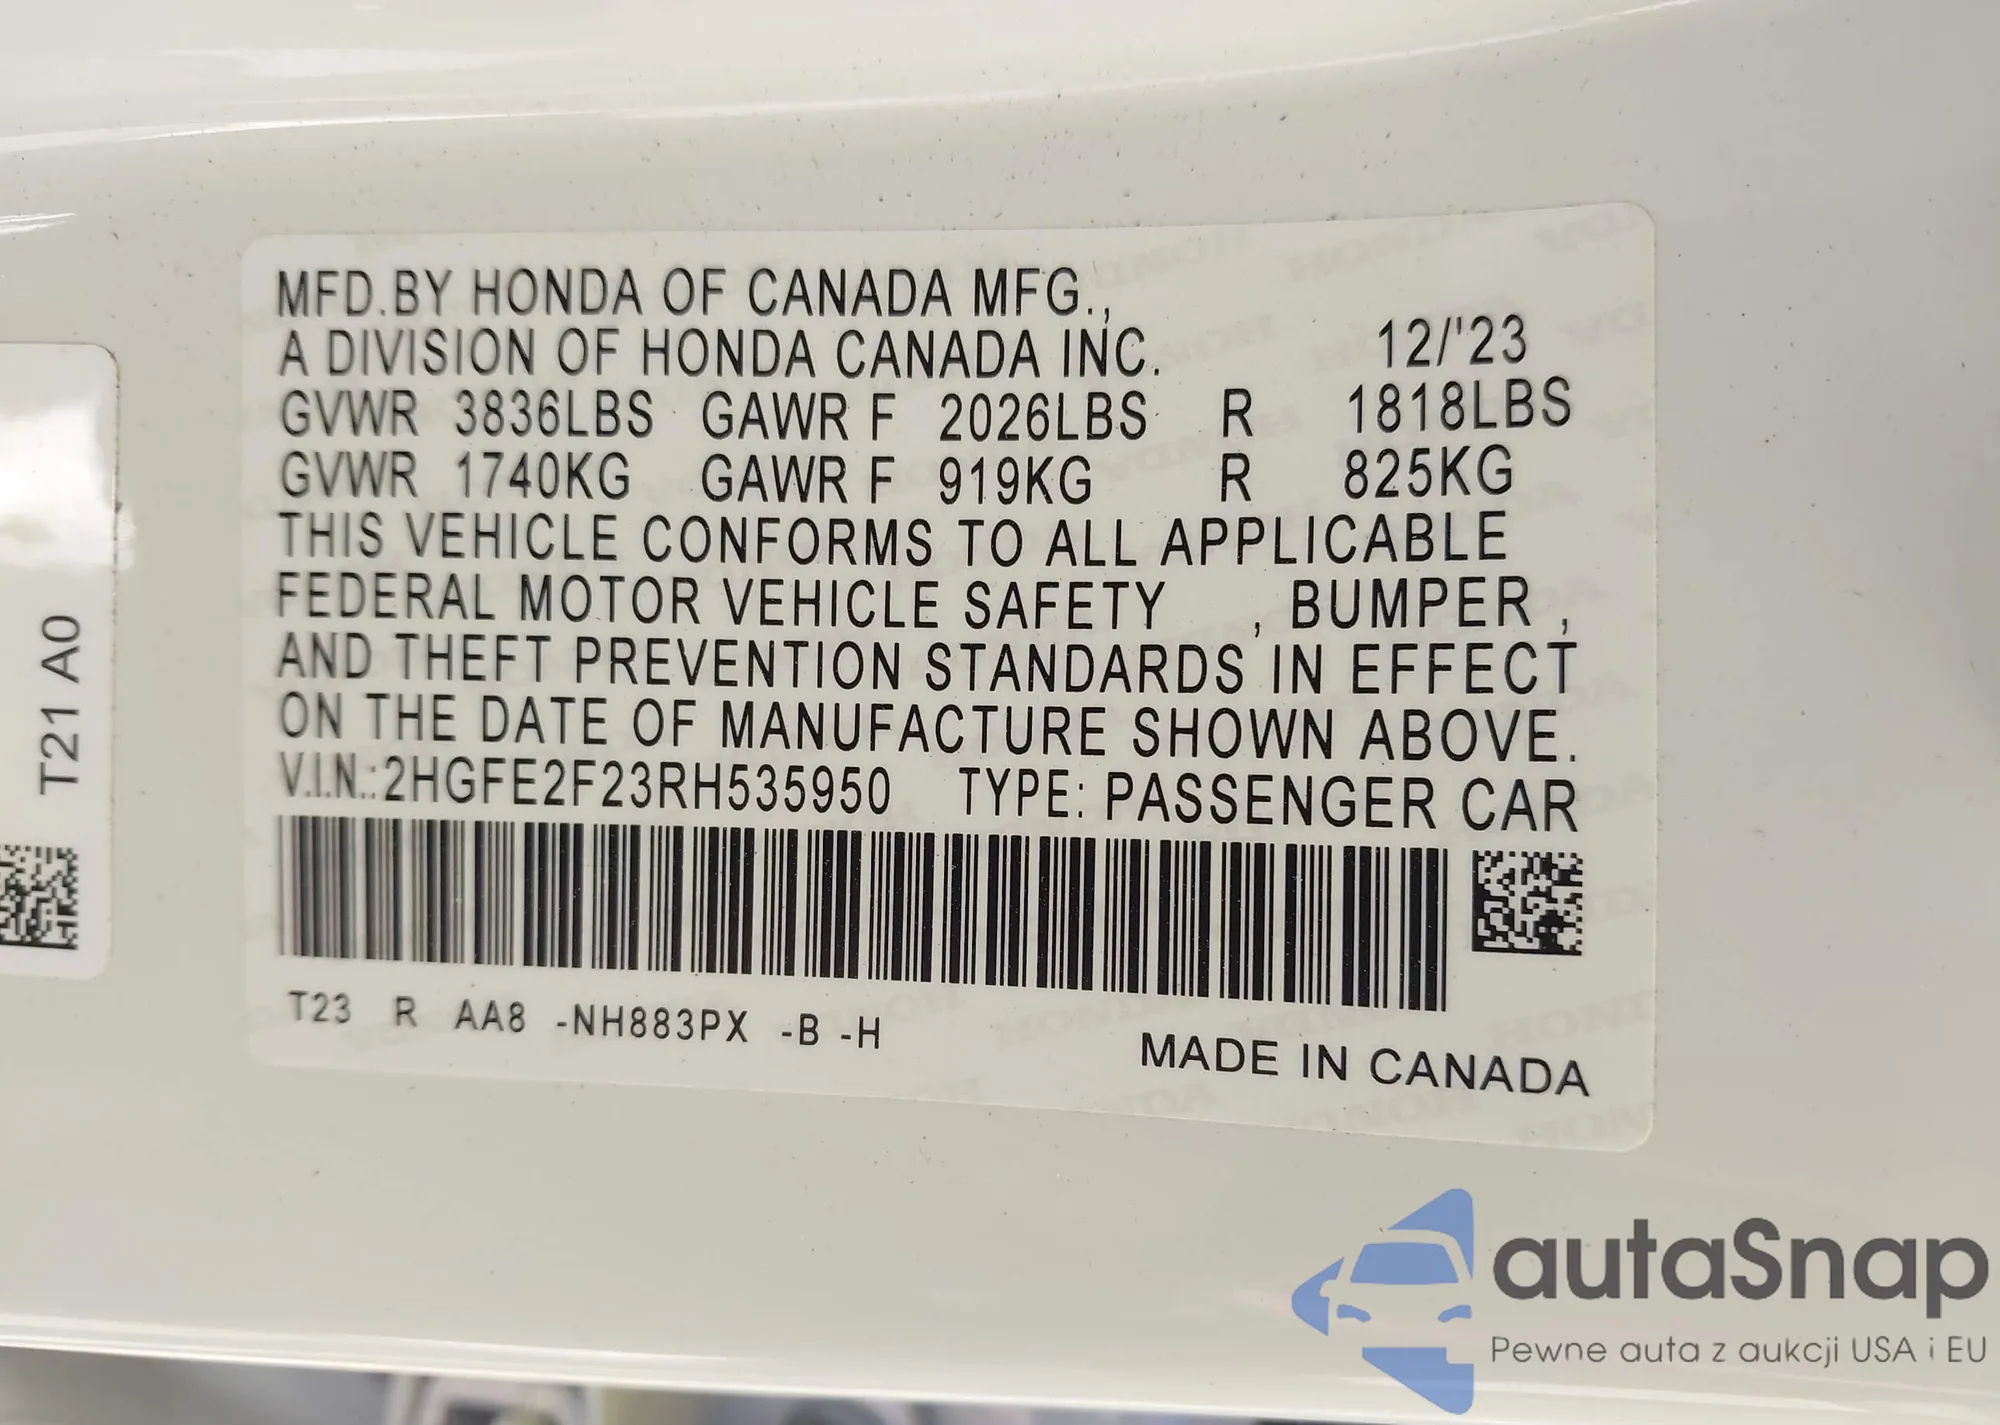 MFD.BY HONDA OF CANADA MFG.,
A DIVISION OF HONDA CANADA INC. 12/'23
GVWR 3836LBS GAWR F 2026LBS R 1818LBS
GVWR 1740KG GAWR F 919KG R 825KG
THIS VEHICLE CONFORMS TO ALL APPLICABLE
FEDERAL MOTOR VEHICLE SAFETY , BUMPER ,
AND THEFT PREVENTION STANDARDS IN EFFECT
ON THE DATE OF MANUFACTURE SHOWN ABOVE.
V.I.N.:2HGFE2F23RH535950 TYPE: PASSENGER CAR
T23 R AA8 -NH883PX -B -H
MADE IN CANADA
T21 A0
autaSnap
Pewne auta z aukcji USA i EU